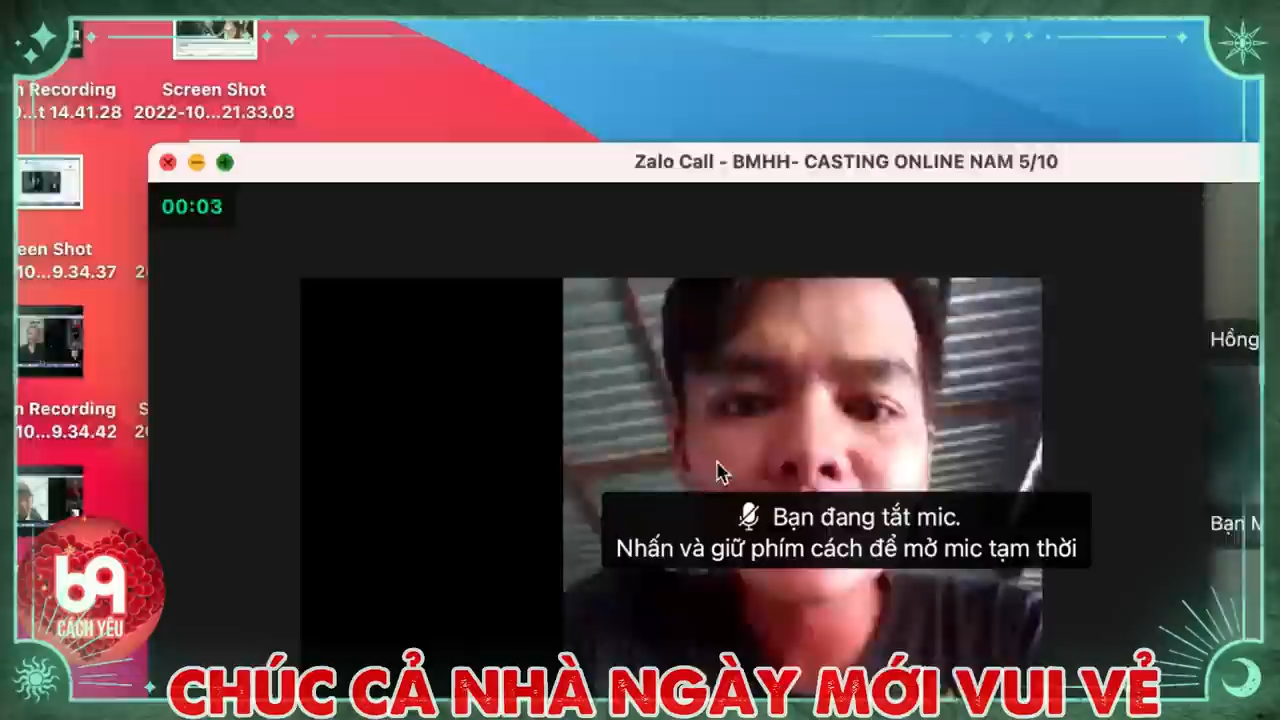 n Recording
0...t 14.41.28
Screen Shot
2022-10...21.33.03
Zalo Call - BMHH- CASTING ONLINE NAM 5/10
00:03
een Shot
10...9.34.37
2
Hồng
n Recording
10...9.34.42
S
20
Bạn đang tắt mic.
Nhấn và giữ phím cách để mở mic tạm thời
Bạn M
69
CÁCH YÊU
CHÚC CẢ NHÀ NGÀY MỚI VUI VẺ